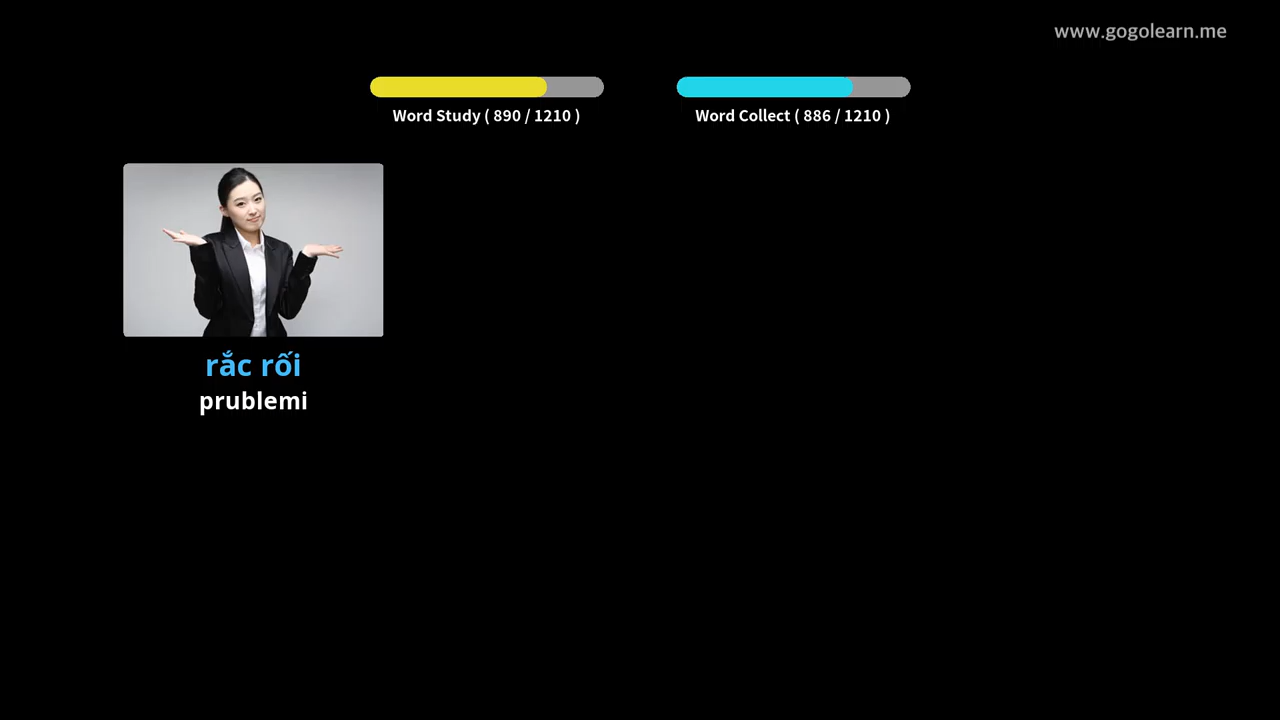 www.gogolearn.me
Word Study ( 890 / 1210 )
Word Collect ( 886 / 1210 )
rắc rối
prublemi